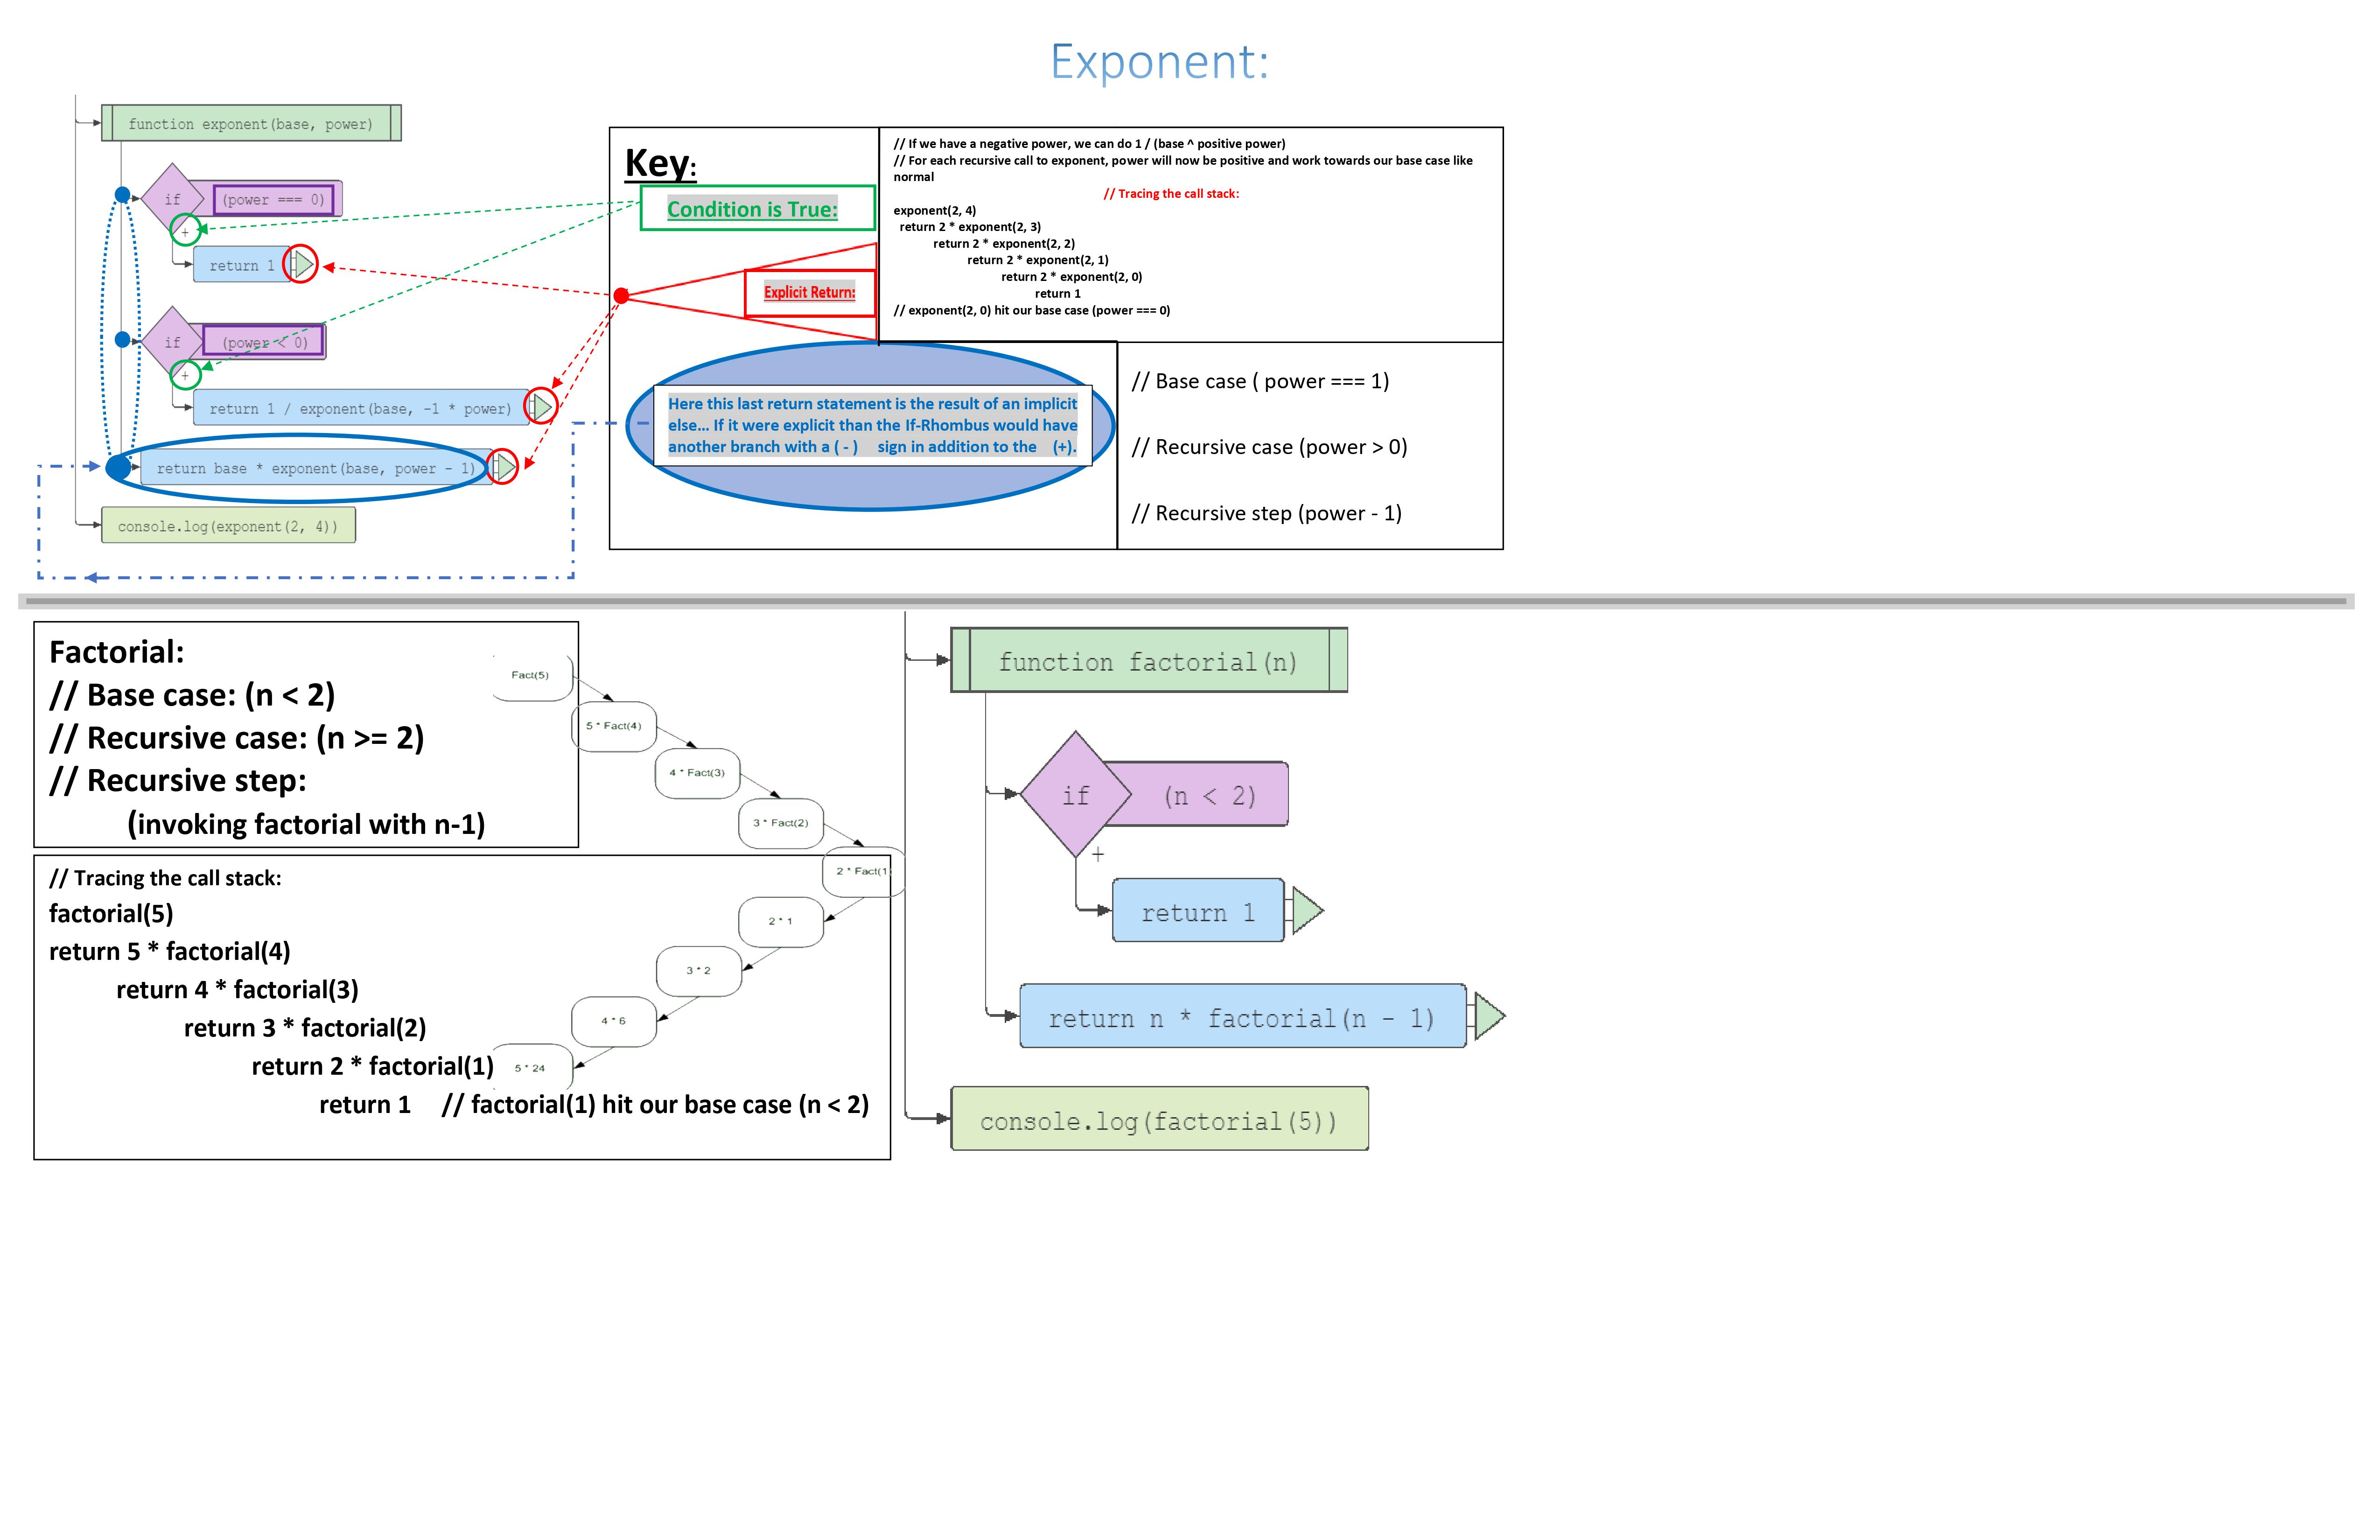 Exponent:
function exponent(base, power)
if (power === 0)
+
return 1
if (power < 0)
+
return 1 / exponent(base, -1 * power)
return base * exponent(base, power - 1)
console.log(exponent(2, 4))
Key:
Condition is True:
Explicit Return:
Here this last return statement is the result of an implicit
else... If it were explicit than the If-Rhombus would have
another branch with a ( - ) sign in addition to the (+).
// If we have a negative power, we can do 1 / (base ^ positive power)
// For each recursive call to exponent, power will now be positive and work towards our base case like
normal
// Tracing the call stack:
exponent(2, 4)
return 2 * exponent(2, 3)
return 2 * exponent(2, 2)
return 2 * exponent(2, 1)
return 2 * exponent(2, 0)
return 1
// exponent(2, 0) hit our base case (power === 0)
// Base case ( power === 1)
// Recursive case (power > 0)
// Recursive step (power - 1)
Factorial:
// Base case: (n < 2)
// Recursive case: (n >= 2)
// Recursive step:
(invoking factorial with n-1)
Fact(5)
5 * Fact(4)
4 * Fact(3)
3 * Fact(2)
2 * Fact(1
2 * 1
3 * 2
4 * 6
5 * 24
// Tracing the call stack:
factorial(5)
return 5 * factorial(4)
return 4 * factorial(3)
return 3 * factorial(2)
return 2 * factorial(1)
return 1 // factorial(1) hit our base case (n < 2)
function factorial(n)
if (n < 2)
+
return 1
return n * factorial(n - 1)
console.log(factorial(5))